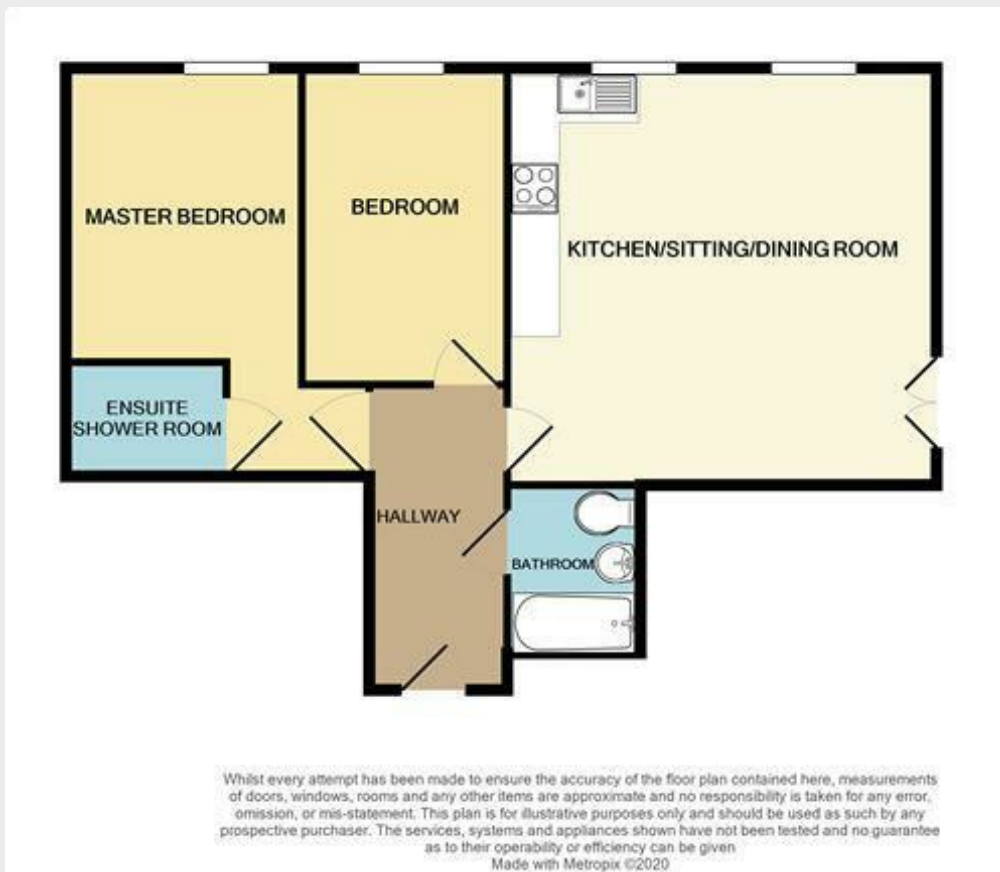 MASTER BEDROOM
BEDROOM
KITCHEN/SITTING/DINING ROOM
ENSUITE
SHOWER ROOM
HALLWAY
BATHROOM
Whilst every attempt has been made to ensure the accuracy of the floor plan contained here, measurements
of doors, windows, rooms and any other items are approximate and no responsibility is taken for any error,
omission, or mis-statement. This plan is for illustrative purposes only and should be used as such by any
prospective purchaser. The services, systems and appliances shown have not been tested and no guarantee
as to their operability or efficiency can be given
Made with Metropix ©2020